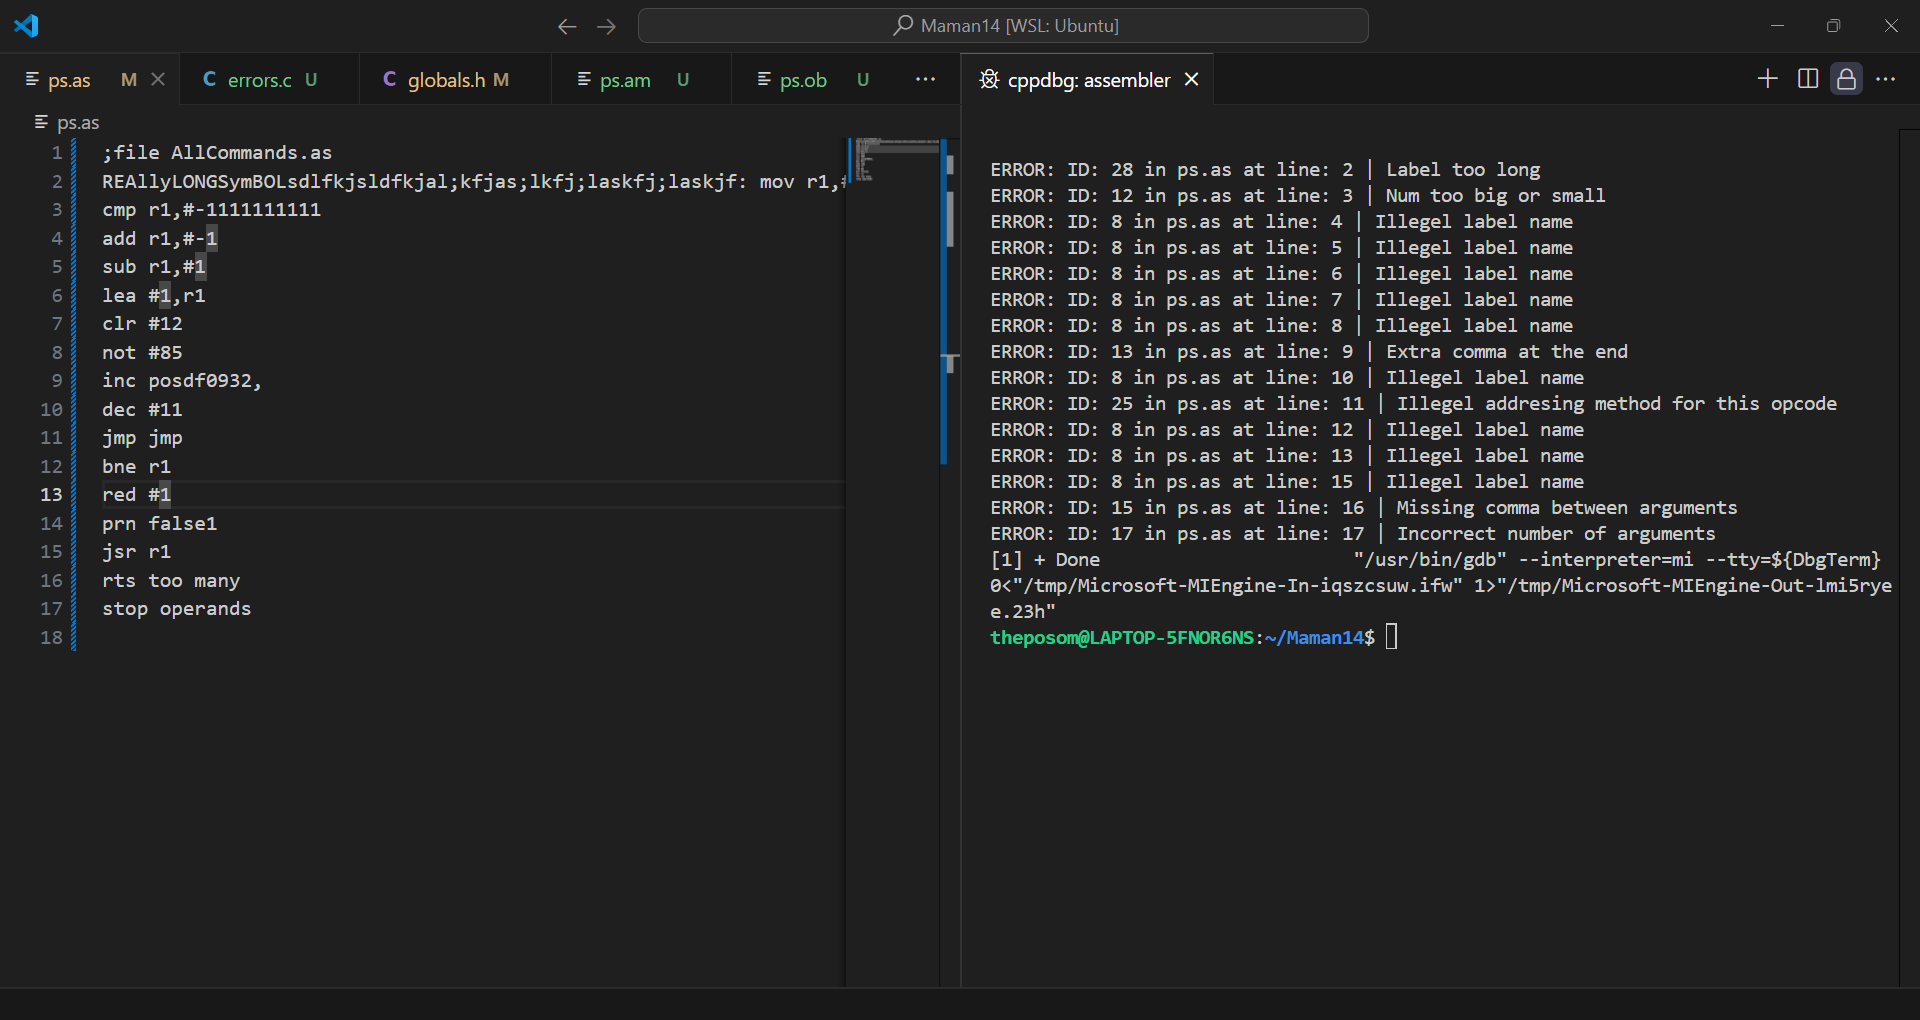 Maman14 [WSL: Ubuntu]
ps.as M
errors.c U
globals.h M
ps.am U
ps.ob U
cppdbg: assembler
ps.as
1 ;file AllCommands.as
2 REAllyLONGSymBOLsdlfkjsldfkjal;kfjas;lkfj;laskfj;laskjf: mov r1,#
3 cmp r1,#-1111111111
4 add r1,#-1
5 sub r1,#1
6 lea #1,r1
7 clr #12
8 not #85
9 inc posdf0932,
10 dec #11
11 jmp jmp
12 bne r1
13 red #1
14 prn false1
15 jsr r1
16 rts too many
17 stop operands
18
ERROR: ID: 28 in ps.as at line: 2 | Label too long
ERROR: ID: 12 in ps.as at line: 3 | Num too big or small
ERROR: ID: 8 in ps.as at line: 4 | Illegel label name
ERROR: ID: 8 in ps.as at line: 5 | Illegel label name
ERROR: ID: 8 in ps.as at line: 6 | Illegel label name
ERROR: ID: 8 in ps.as at line: 7 | Illegel label name
ERROR: ID: 8 in ps.as at line: 8 | Illegel label name
ERROR: ID: 13 in ps.as at line: 9 | Extra comma at the end
ERROR: ID: 8 in ps.as at line: 10 | Illegel label name
ERROR: ID: 25 in ps.as at line: 11 | Illegel addresing method for this opcode
ERROR: ID: 8 in ps.as at line: 12 | Illegel label name
ERROR: ID: 8 in ps.as at line: 13 | Illegel label name
ERROR: ID: 8 in ps.as at line: 15 | Illegel label name
ERROR: ID: 15 in ps.as at line: 16 | Missing comma between arguments
ERROR: ID: 17 in ps.as at line: 17 | Incorrect number of arguments
[1] + Done "/usr/bin/gdb" --interpreter=mi --tty=${DbgTerm}
0<"/tmp/Microsoft-MIEngine-In-iqszcsuw.ifw" 1>"/tmp/Microsoft-MIEngine-Out-lmi5rye
e.23h"
theposom@LAPTOP-5FNOR6NS:~/Maman14$